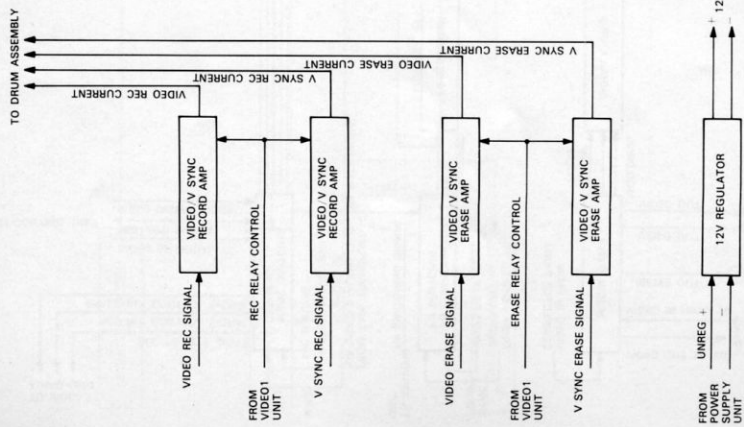 TO DRUM ASSEMBLY
VIDEO REC CURRENT
V SYNC REC CURRENT
VIDEO ERASE CURRENT
V SYNC ERASE CURRENT
VIDEO REC SIGNAL
VIDEO/V SYNC
RECORD AMP
FROM
VIDEO1
UNIT
REC RELAY CONTROL
V SYNC REC SIGNAL
VIDEO/V SYNC
RECORD AMP
VIDEO ERASE SIGNAL
VIDEO/V SYNC
ERASE AMP
FROM
VIDEO1
UNIT
ERASE RELAY CONTROL
V SYNC ERASE SIGNAL
VIDEO/V SYNC
ERASE AMP
FROM
POWER
SUPPLY
UNIT
UNREG +
−
12V REGULATOR
+
−
12